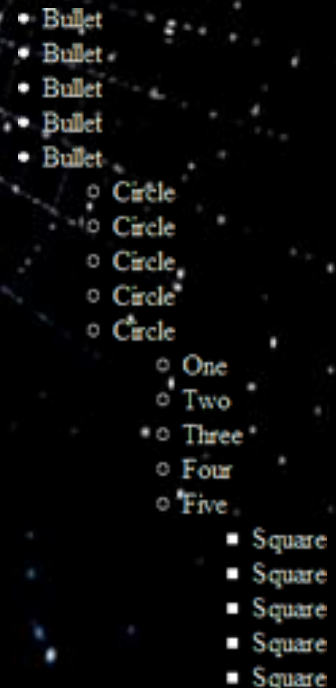 Bullet
Bullet
Bullet
Bullet
Bullet
Circle
Circle
Circle
Circle
Circle
One
Two
Three
Four
Five
Square
Square
Square
Square
Square